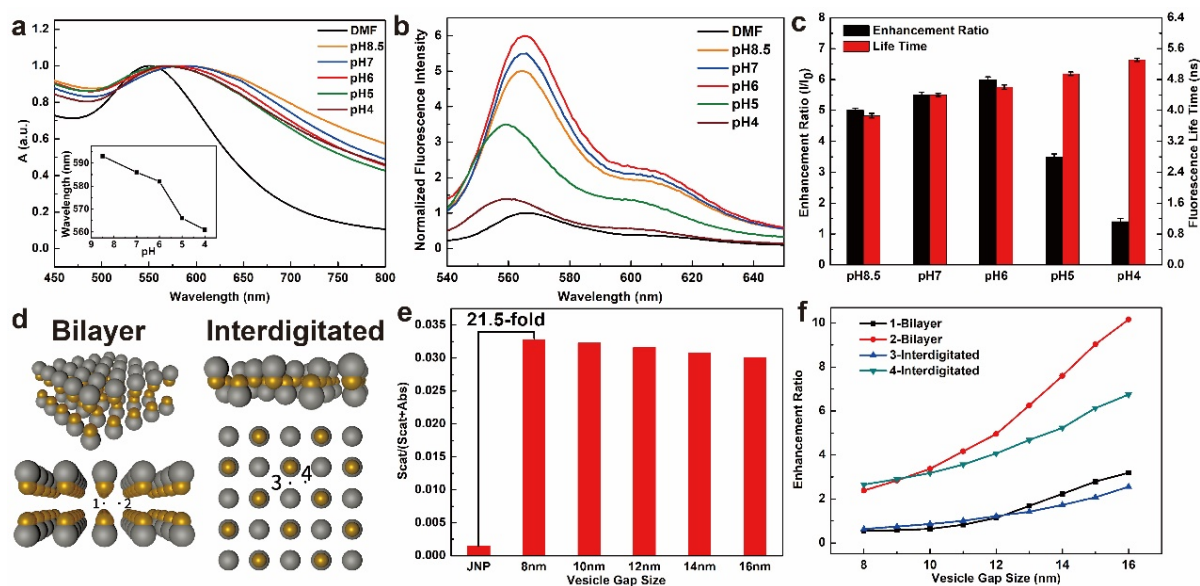 a
A (a.u.)
1.2
1.0
0.8
0.6
0.4
0.2
0.0
DMF
pH8.5
pH7
pH6
pH5
pH4
Wavelength (nm)
590
580
570
560
9 8 7 6 5 4
pH
450 500 550 600 650 700 750 800
Wavelength (nm)
b
Normalized Fluorescence Intensity
6
5
4
3
2
1
0
DMF
pH8.5
pH7
pH6
pH5
pH4
540 560 580 600 620 640
Wavelength (nm)
c
Enhancement Ratio (I/I0)
8
7
6
5
4
3
2
1
0
Enhancement Ratio
Life Time
6.4
5.6
4.8
4.0
3.2
2.4
1.6
0.8
0.0
Fluorescence Life Time (ns)
pH8.5 pH7 pH6 pH5 pH4
d
Bilayer
Interdigitated
1 2
3 4
e
Scat/(Scat+Abs)
0.035
0.030
0.025
0.020
0.015
0.010
0.005
0.000
21.5-fold
JNP 8nm 10nm 12nm 14nm 16nm
Vesicle Gap Size
f
Enhancement Ratio
10
8
6
4
2
0
1-Bilayer
2-Bilayer
3-Interdigitated
4-Interdigitated
8 10 12 14 16
Vesicle Gap Size (nm)